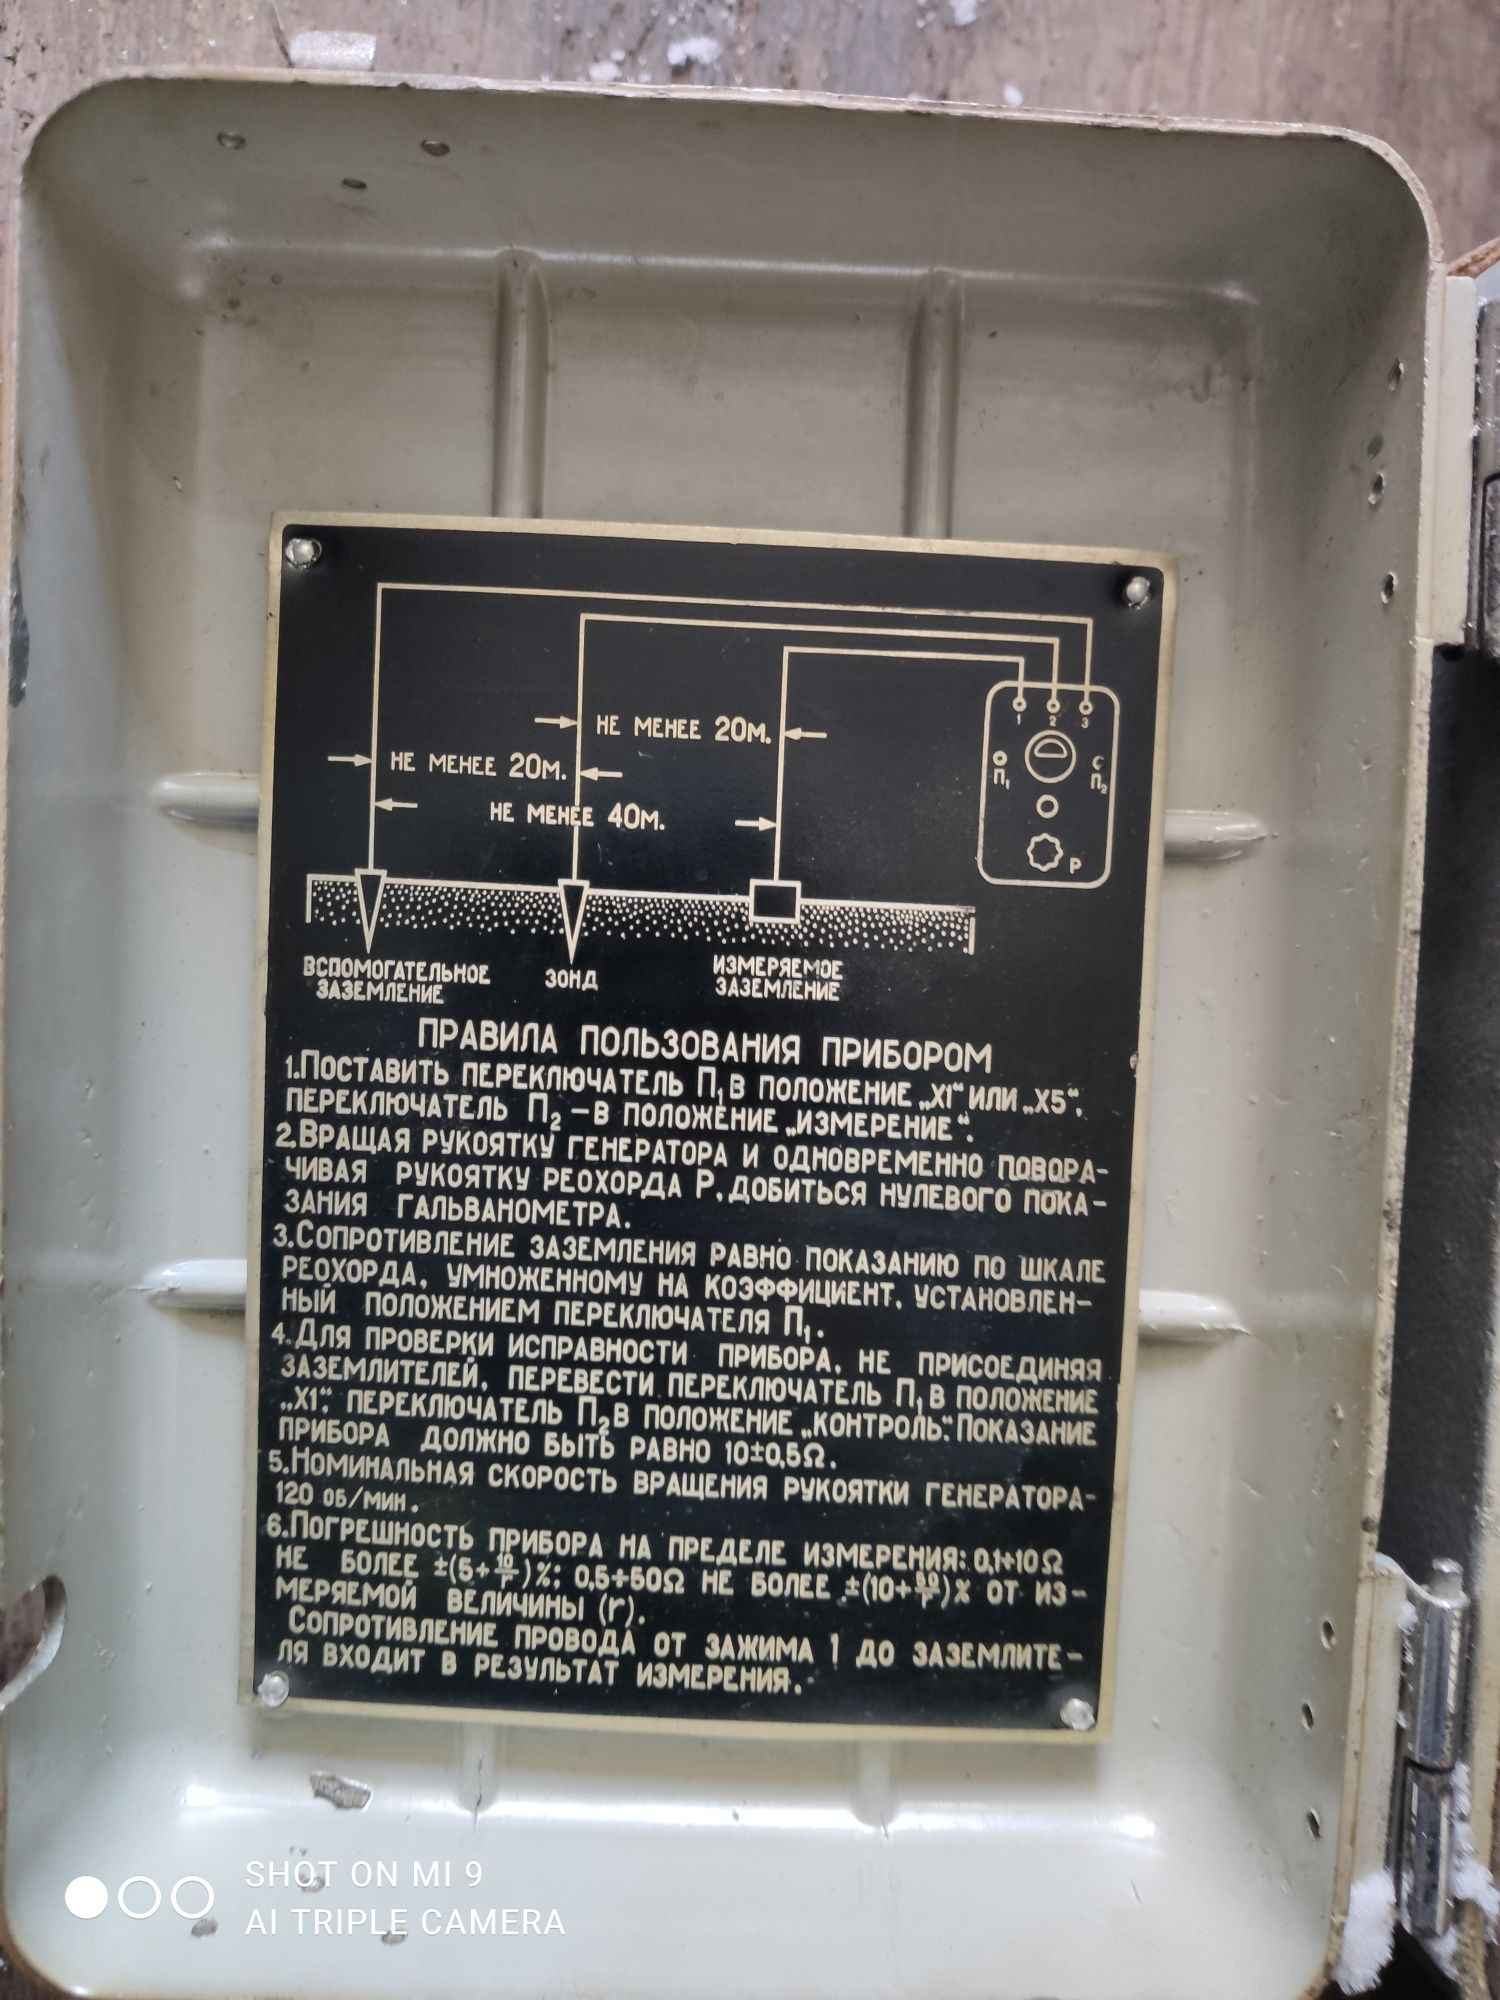 НЕ МЕНЕЕ 20М.
НЕ МЕНЕЕ 20М.
НЕ МЕНЕЕ 40М.
1 2 3
П₁
П₂
Р
ВСПОМОГАТЕЛЬНОЕ
ЗАЗЕМЛЕНИЕ
ЗОНД
ИЗМЕРЯЕМОЕ
ЗАЗЕМЛЕНИЕ
ПРАВИЛА ПОЛЬЗОВАНИЯ ПРИБОРОМ
1.ПОСТАВИТЬ ПЕРЕКЛЮЧАТЕЛЬ П₁ В ПОЛОЖЕНИЕ „Х1“ ИЛИ „Х5“,
ПЕРЕКЛЮЧАТЕЛЬ П₂ – В ПОЛОЖЕНИЕ „ИЗМЕРЕНИЕ“.
2.ВРАЩАЯ РУКОЯТКУ ГЕНЕРАТОРА И ОДНОВРЕМЕННО ПОВОРА-
ЧИВАЯ РУКОЯТКУ РЕОХОРДА Р, ДОБИТЬСЯ НУЛЕВОГО ПОКА-
ЗАНИЯ ГАЛЬВАНОМЕТРА.
3.СОПРОТИВЛЕНИЕ ЗАЗЕМЛЕНИЯ РАВНО ПОКАЗАНИЮ ПО ШКАЛЕ
РЕОХОРДА, УМНОЖЕННОМУ НА КОЭФФИЦИЕНТ, УСТАНОВЛЕН-
НЫЙ ПОЛОЖЕНИЕМ ПЕРЕКЛЮЧАТЕЛЯ П₁.
4.ДЛЯ ПРОВЕРКИ ИСПРАВНОСТИ ПРИБОРА, НЕ ПРИСОЕДИНЯЯ
ЗАЗЕМЛИТЕЛЕЙ, ПЕРЕВЕСТИ ПЕРЕКЛЮЧАТЕЛЬ П₁ В ПОЛОЖЕНИЕ
„Х1“, ПЕРЕКЛЮЧАТЕЛЬ П₂ В ПОЛОЖЕНИЕ „КОНТРОЛЬ“. ПОКАЗАНИЕ
ПРИБОРА ДОЛЖНО БЫТЬ РАВНО 10±0,5Ω.
5.НОМИНАЛЬНАЯ СКОРОСТЬ ВРАЩЕНИЯ РУКОЯТКИ ГЕНЕРАТОРА-
120 ОБ/МИН.
6.ПОГРЕШНОСТЬ ПРИБОРА НА ПРЕДЕЛЕ ИЗМЕРЕНИЯ: 0,1÷10Ω
НЕ БОЛЕЕ ±(5+10/r)%; 0,5÷50Ω НЕ БОЛЕЕ ±(10+50/r)% ОТ ИЗ-
МЕРЯЕМОЙ ВЕЛИЧИНЫ (r).
СОПРОТИВЛЕНИЕ ПРОВОДА ОТ ЗАЖИМА 1 ДО ЗАЗЕМЛИТЕ-
ЛЯ ВХОДИТ В РЕЗУЛЬТАТ ИЗМЕРЕНИЯ.
SHOT ON MI 9
AI TRIPLE CAMERA